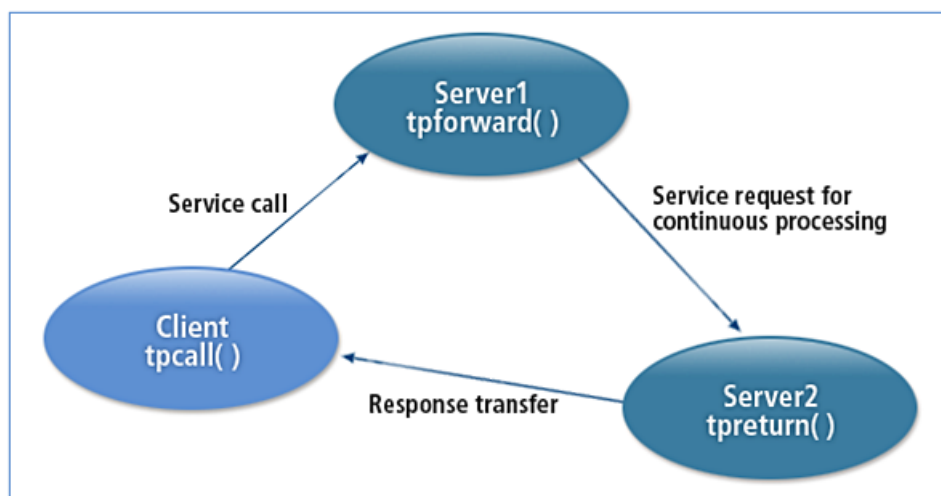 Server1
tpforward( )
Service call
Service request for
continuous processing
Client
tpcall( )
Response transfer
Server2
tpreturn( )